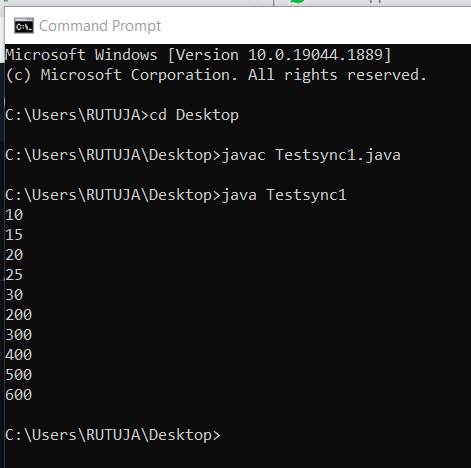 Command Prompt
Microsoft Windows [Version 10.0.19044.1889]
(c) Microsoft Corporation. All rights reserved.
C:\Users\RUTUJA>cd Desktop
C:\Users\RUTUJA\Desktop>javac Testsync1.java
C:\Users\RUTUJA\Desktop>java Testsync1
10
15
20
25
30
200
300
400
500
600
C:\Users\RUTUJA\Desktop>